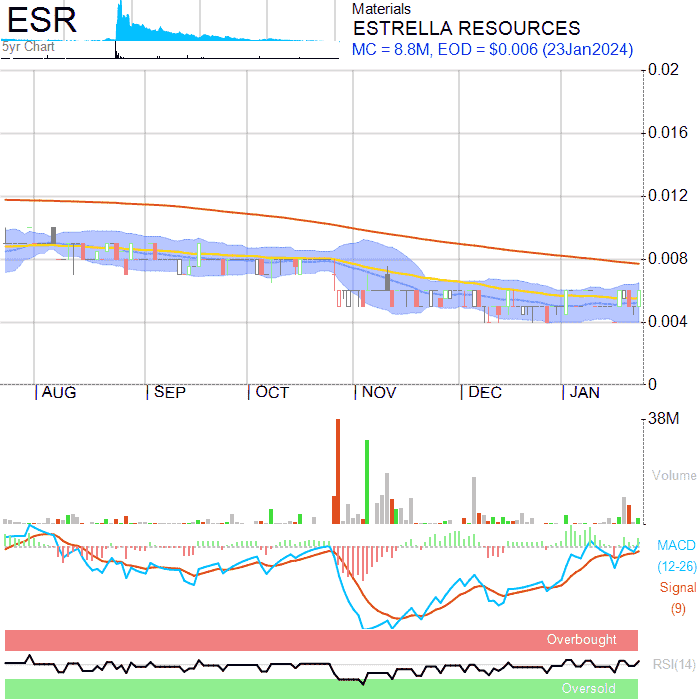 ESR
5yr Chart
Materials
ESTRELLA RESOURCES
MC = 8.8M, EOD = $0.006 (23Jan2024)
0.02
0.016
0.012
0.008
0.004
0
AUG
SEP
OCT
NOV
DEC
JAN
38M
Volume
MACD
(12-26)
Signal
(9)
Overbought
RSI(14)
Oversold